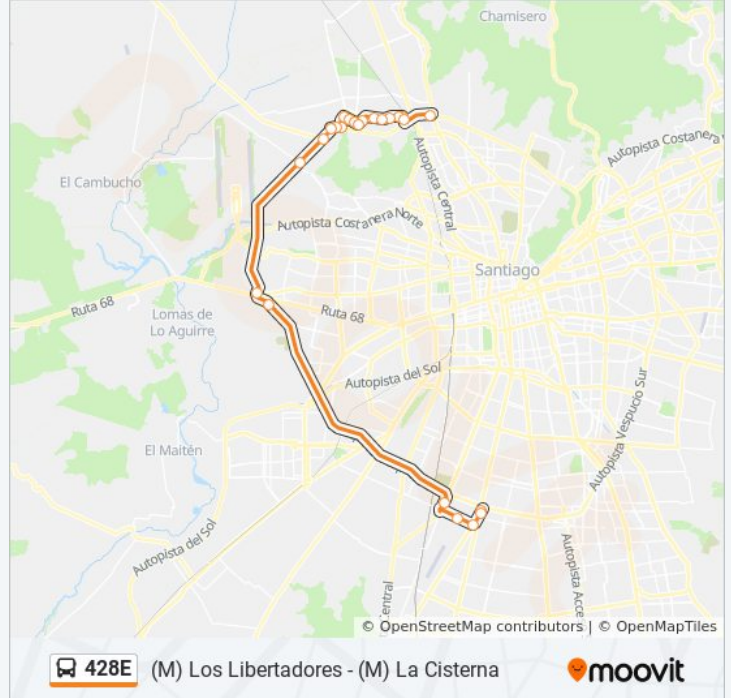 Chamisero
Autopista Costanera
El Cambucho
Autopista Central
Autopista Costanera Norte
Santiago
Ruta 68
Lomas de
Lo Aguirre
Ruta 68
Autopista del Sol
Autopista Vespucio Sur
El Maitén
Autopista del Sol
Autopista Acce
Central
© OpenStreetMap contributors | © OpenMapTiles
428E (M) Los Libertadores - (M) La Cisterna moovit